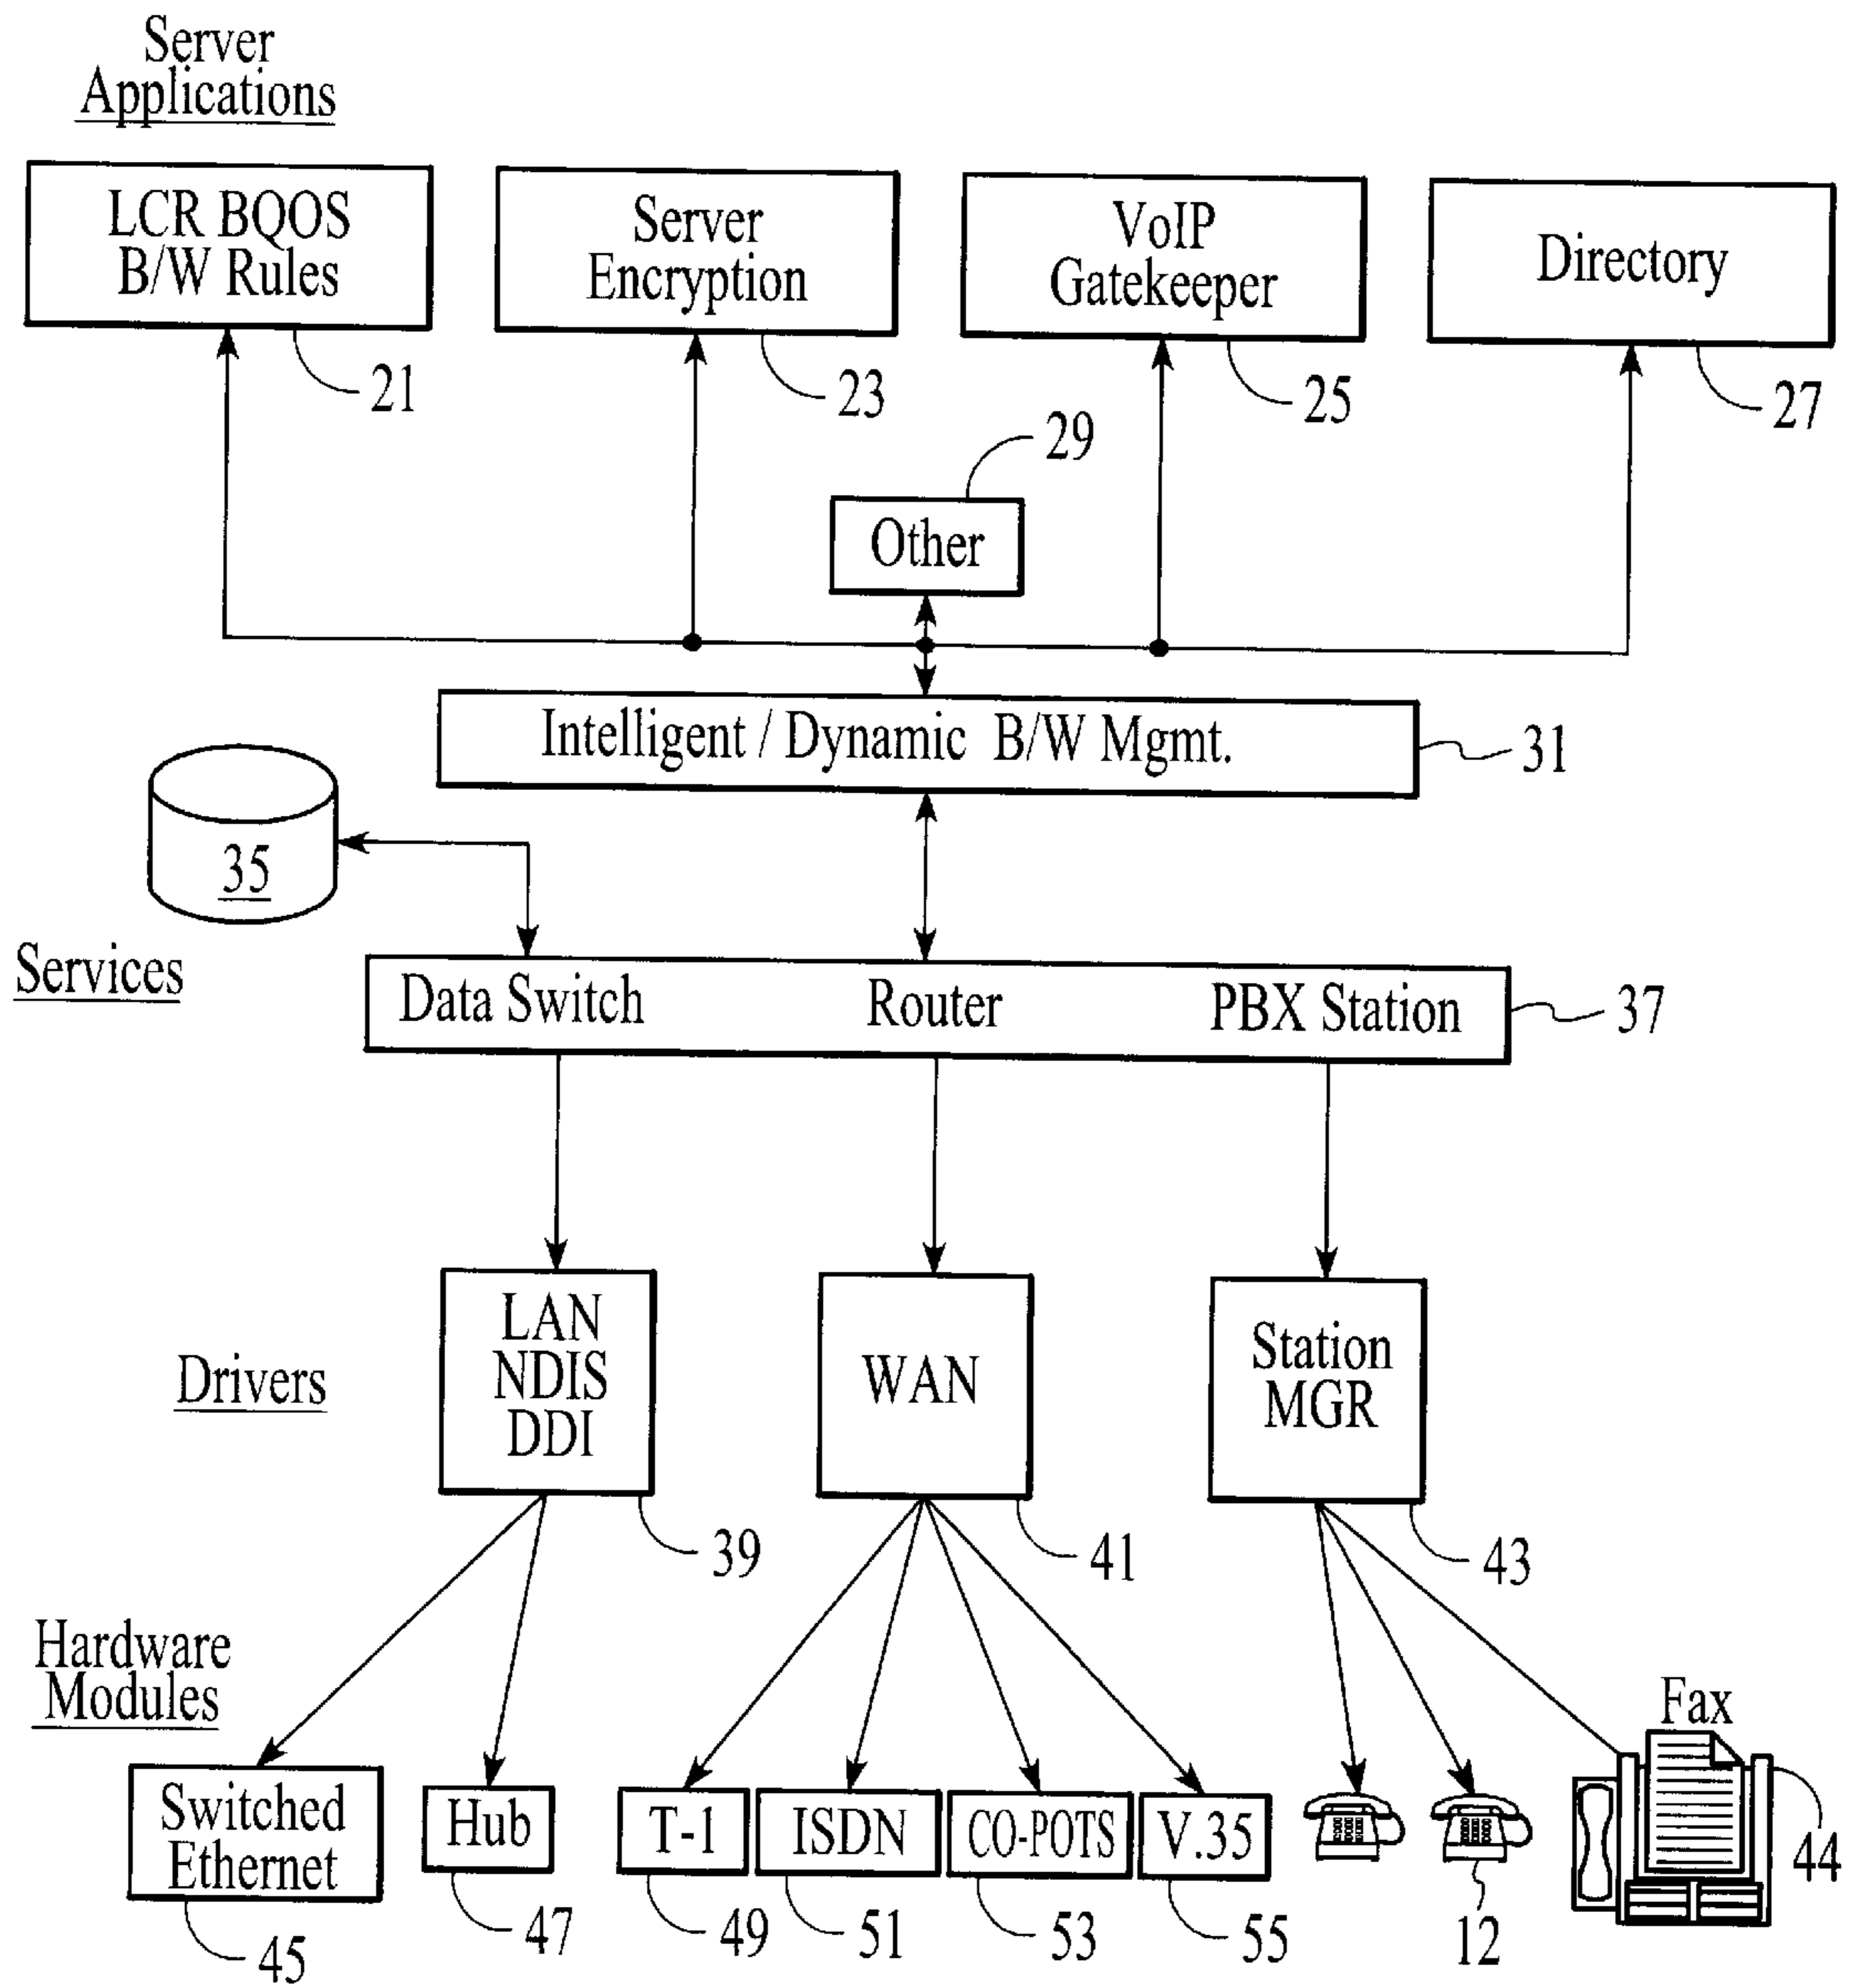 Server
Applications
LCR BQOS
B/W Rules
Server
Encryption
VoIP
Gatekeeper
Directory
21
23
25
27
29
Other
Intelligent / Dynamic B/W Mgmt.
31
35
Services
Data Switch
Router
PBX Station
37
Drivers
LAN
NDIS
DDI
WAN
Station
MGR
39
41
43
Hardware
Modules
Fax
Switched
Ethernet
Hub
T-1
ISDN
CO-POTS
V.35
44
45
47
49
51
53
55
12